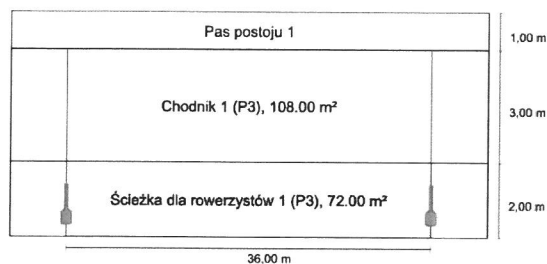 Pas postoju 1
1,00 m
Chodnik 1 (P3), 108.00 m²
3,00 m
Ścieżka dla rowerzystów 1 (P3), 72.00 m²
2,00 m
36,00 m